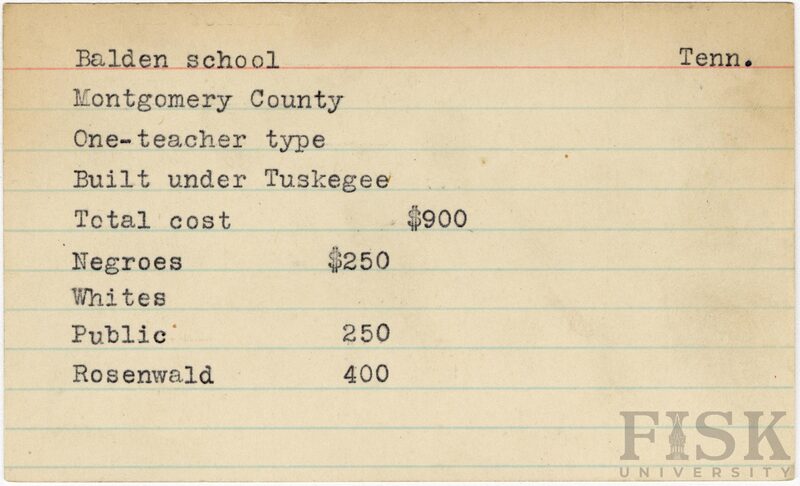 Balden school Tenn.
Montgomery County
One-teacher type
Built under Tuskegee
Total cost $900
Negroes $250
Whites
Public 250
Rosenwald 400
FISK
UNIVERSITY